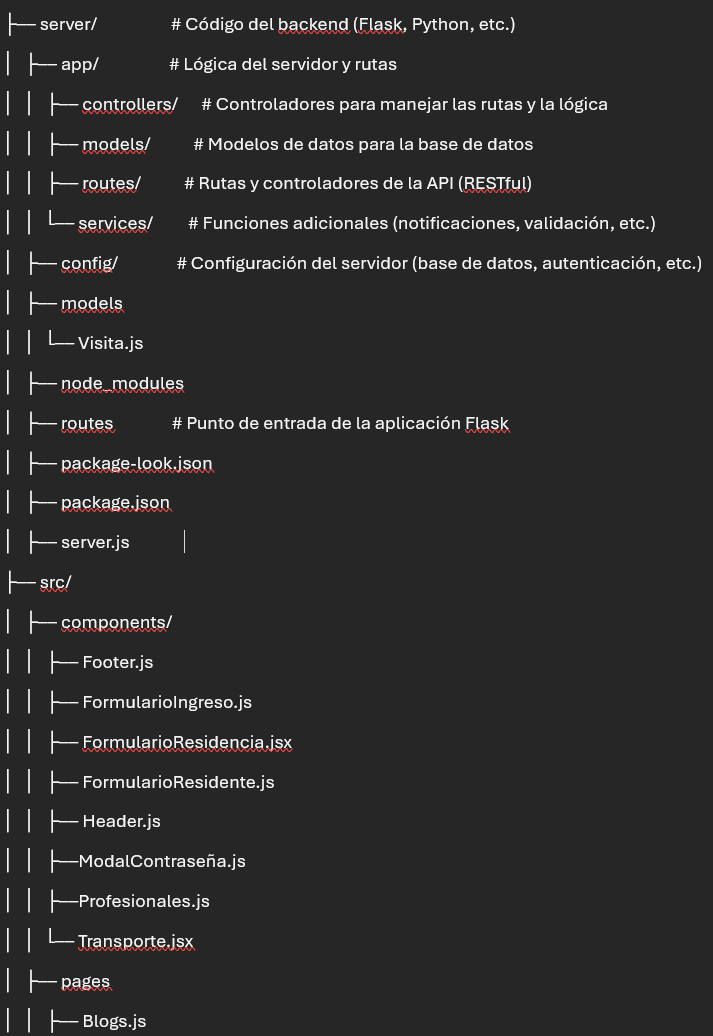 ├── server/ # Código del backend (Flask, Python, etc.)
│ ├── app/ # Lógica del servidor y rutas
│ │ ├── controllers/ # Controladores para manejar las rutas y la lógica
│ │ ├── models/ # Modelos de datos para la base de datos
│ │ ├── routes/ # Rutas y controladores de la API (RESTful)
│ │ └── services/ # Funciones adicionales (notificaciones, validación, etc.)
│ ├── config/ # Configuración del servidor (base de datos, autenticación, etc.)
│ ├── models
│ │ └── Visita.js
│ ├── node_modules
│ ├── routes # Punto de entrada de la aplicación Flask
│ ├── package-look.json
│ ├── package.json
│ ├── server.js
├── src/
│ ├── components/
│ │ ├── Footer.js
│ │ ├── FormularioIngreso.js
│ │ ├── FormularioResidencia.jsx
│ │ ├── FormularioResidente.js
│ │ ├── Header.js
│ │ ├──ModalContraseña.js
│ │ ├──Profesionales.js
│ │ └── Transporte.jsx
│ ├── pages
│ │ ├── Blogs.js